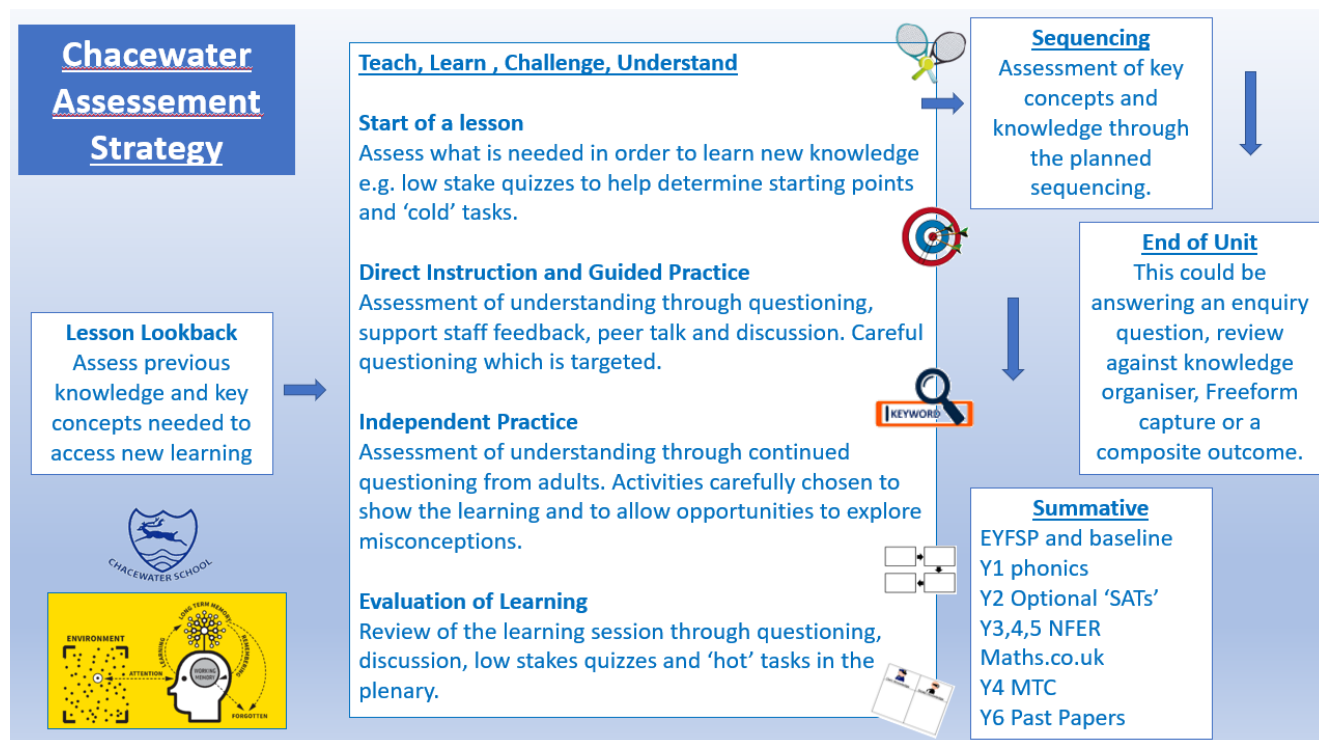 Chacewater
Assessement
Strategy
Lesson Lookback
Assess previous
knowledge and key
concepts needed to
access new learning
CHACEWATER SCHOOL
ENVIRONMENT
ATTENTION
LEARNING
LONG TERM MEMORY
REMEMBERING
WORKING
MEMORY
FORGOTTEN
Teach, Learn , Challenge, Understand
Start of a lesson
Assess what is needed in order to learn new knowledge
e.g. low stake quizzes to help determine starting points
and ‘cold’ tasks.
Direct Instruction and Guided Practice
Assessment of understanding through questioning,
support staff feedback, peer talk and discussion. Careful
questioning which is targeted.
Independent Practice
Assessment of understanding through continued
questioning from adults. Activities carefully chosen to
show the learning and to allow opportunities to explore
misconceptions.
Evaluation of Learning
Review of the learning session through questioning,
discussion, low stakes quizzes and ‘hot’ tasks in the
plenary.
KEYWORD
Sequencing
Assessment of key
concepts and
knowledge through
the planned
sequencing.
End of Unit
This could be
answering an enquiry
question, review
against knowledge
organiser, Freeform
capture or a
composite outcome.
Summative
EYFSP and baseline
Y1 phonics
Y2 Optional ‘SATs’
Y3,4,5 NFER
Maths.co.uk
Y4 MTC
Y6 Past Papers